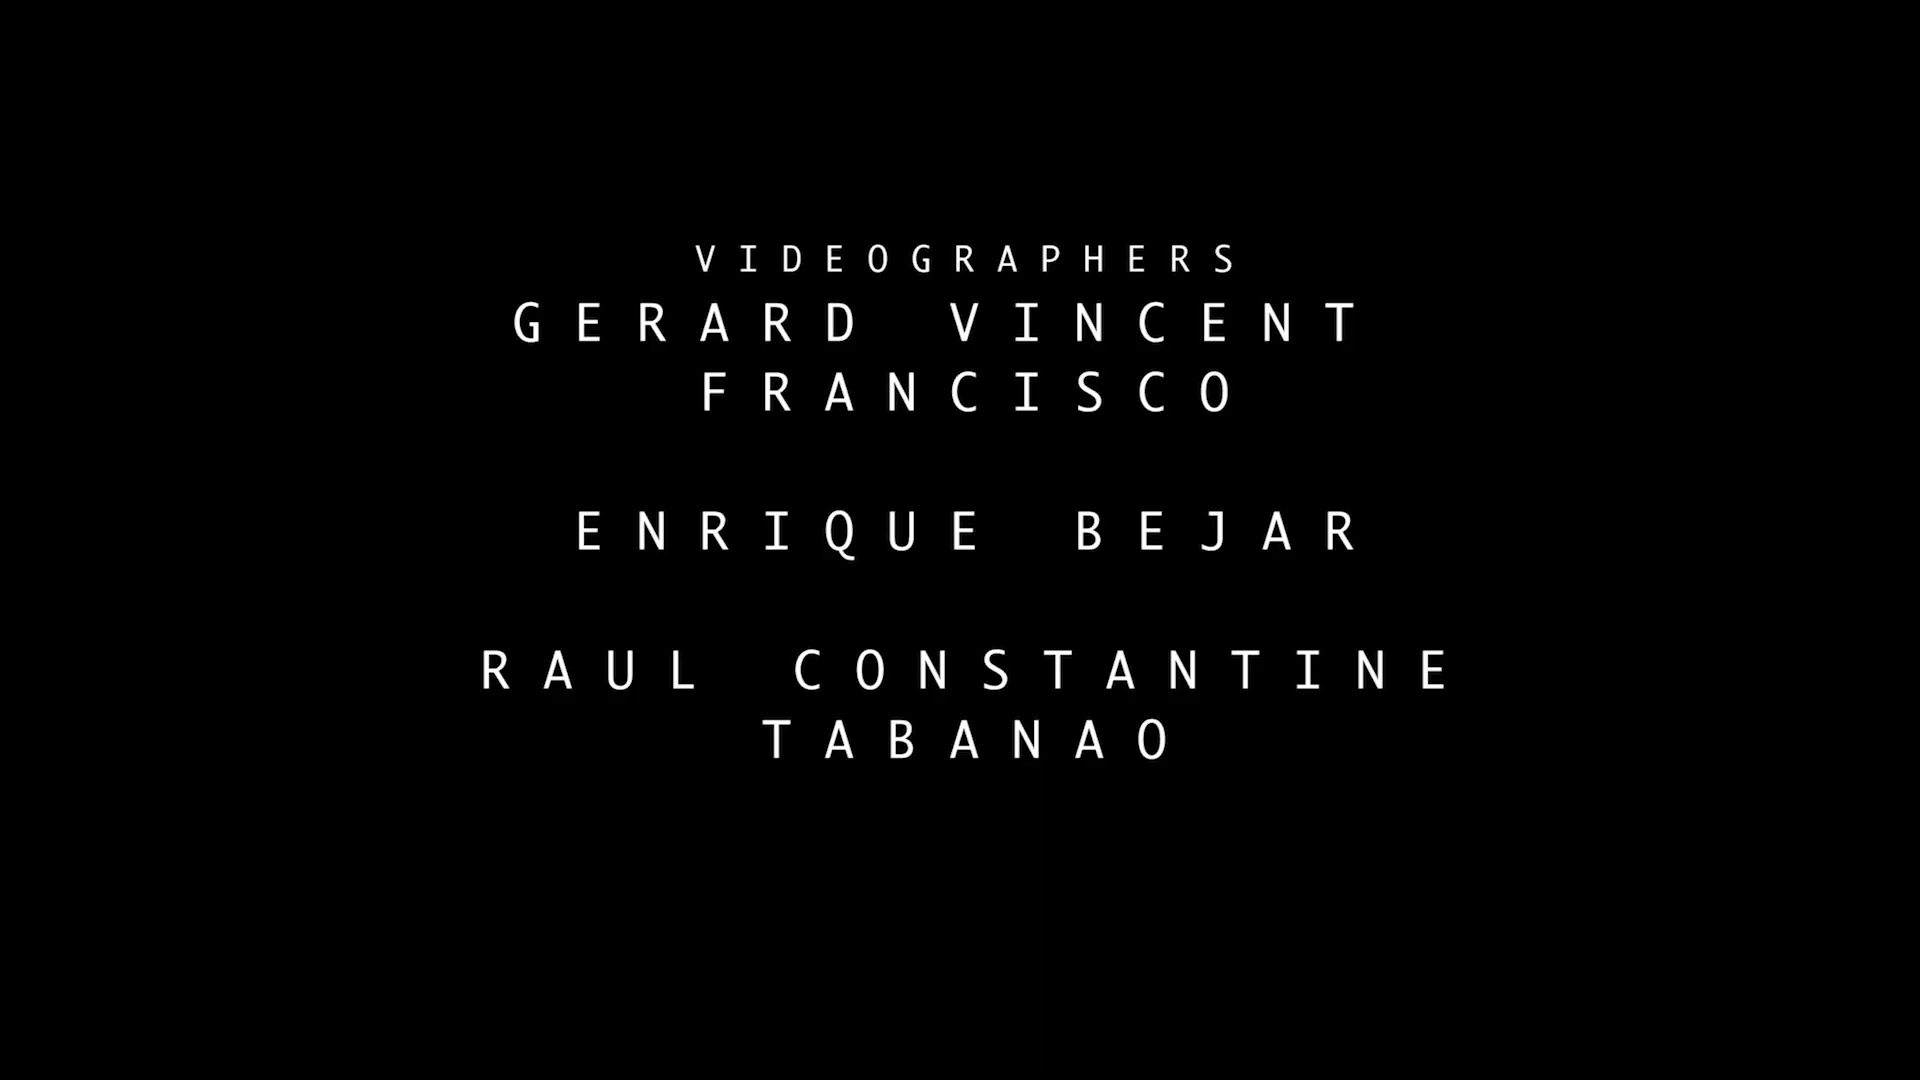 VIDEOGRAPHERS
GERARD VINCENT
FRANCISCO
ENRIQUE BEJAR
RAUL CONSTANTINE
TABANAO